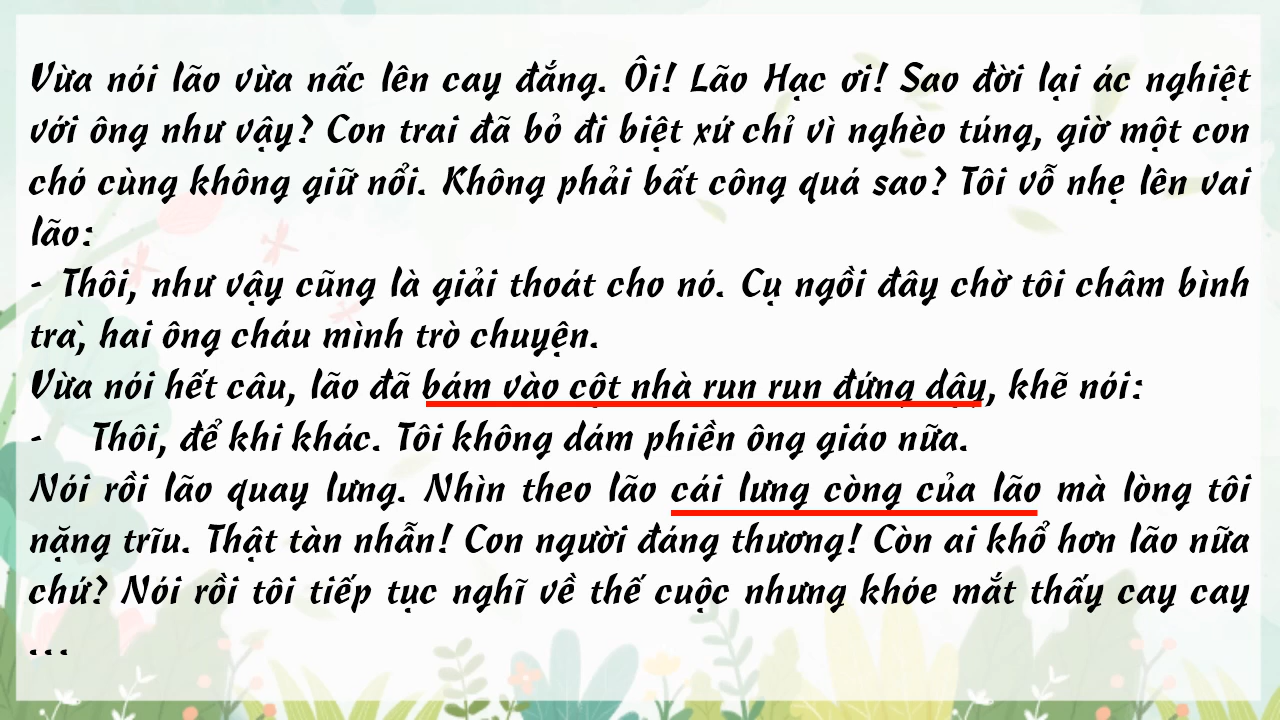 Vừa nói lão vừa nấc lên cay đắng. Ôi! Lão Hạc ơi! Sao đời lại ác nghiệt
với ông như vậy? Con trai đã bỏ đi biệt xứ chỉ vì nghèo túng, giờ một con
chó cùng không giữ nổi. Không phải bất công quá sao? Tôi vỗ nhẹ lên vai
lão:
- Thôi, như vậy cũng là giải thoát cho nó. Cụ ngồi đây chờ tôi châm bình
trà, hai ông cháu mình trò chuyện.
Vừa nói hết câu, lão đã bám vào cột nhà run run đứng dậy, khẽ nói:
- Thôi, để khi khác. Tôi không dám phiền ông giáo nữa.
Nói rồi lão quay lưng. Nhìn theo lão cái lưng còng của lão mà lòng tôi
nặng trĩu. Thật tàn nhẫn! Con người đáng thương! Còn ai khổ hơn lão nữa
chứ? Nói rồi tôi tiếp tục nghĩ về thế cuộc nhưng khóe mắt thấy cay cay
...